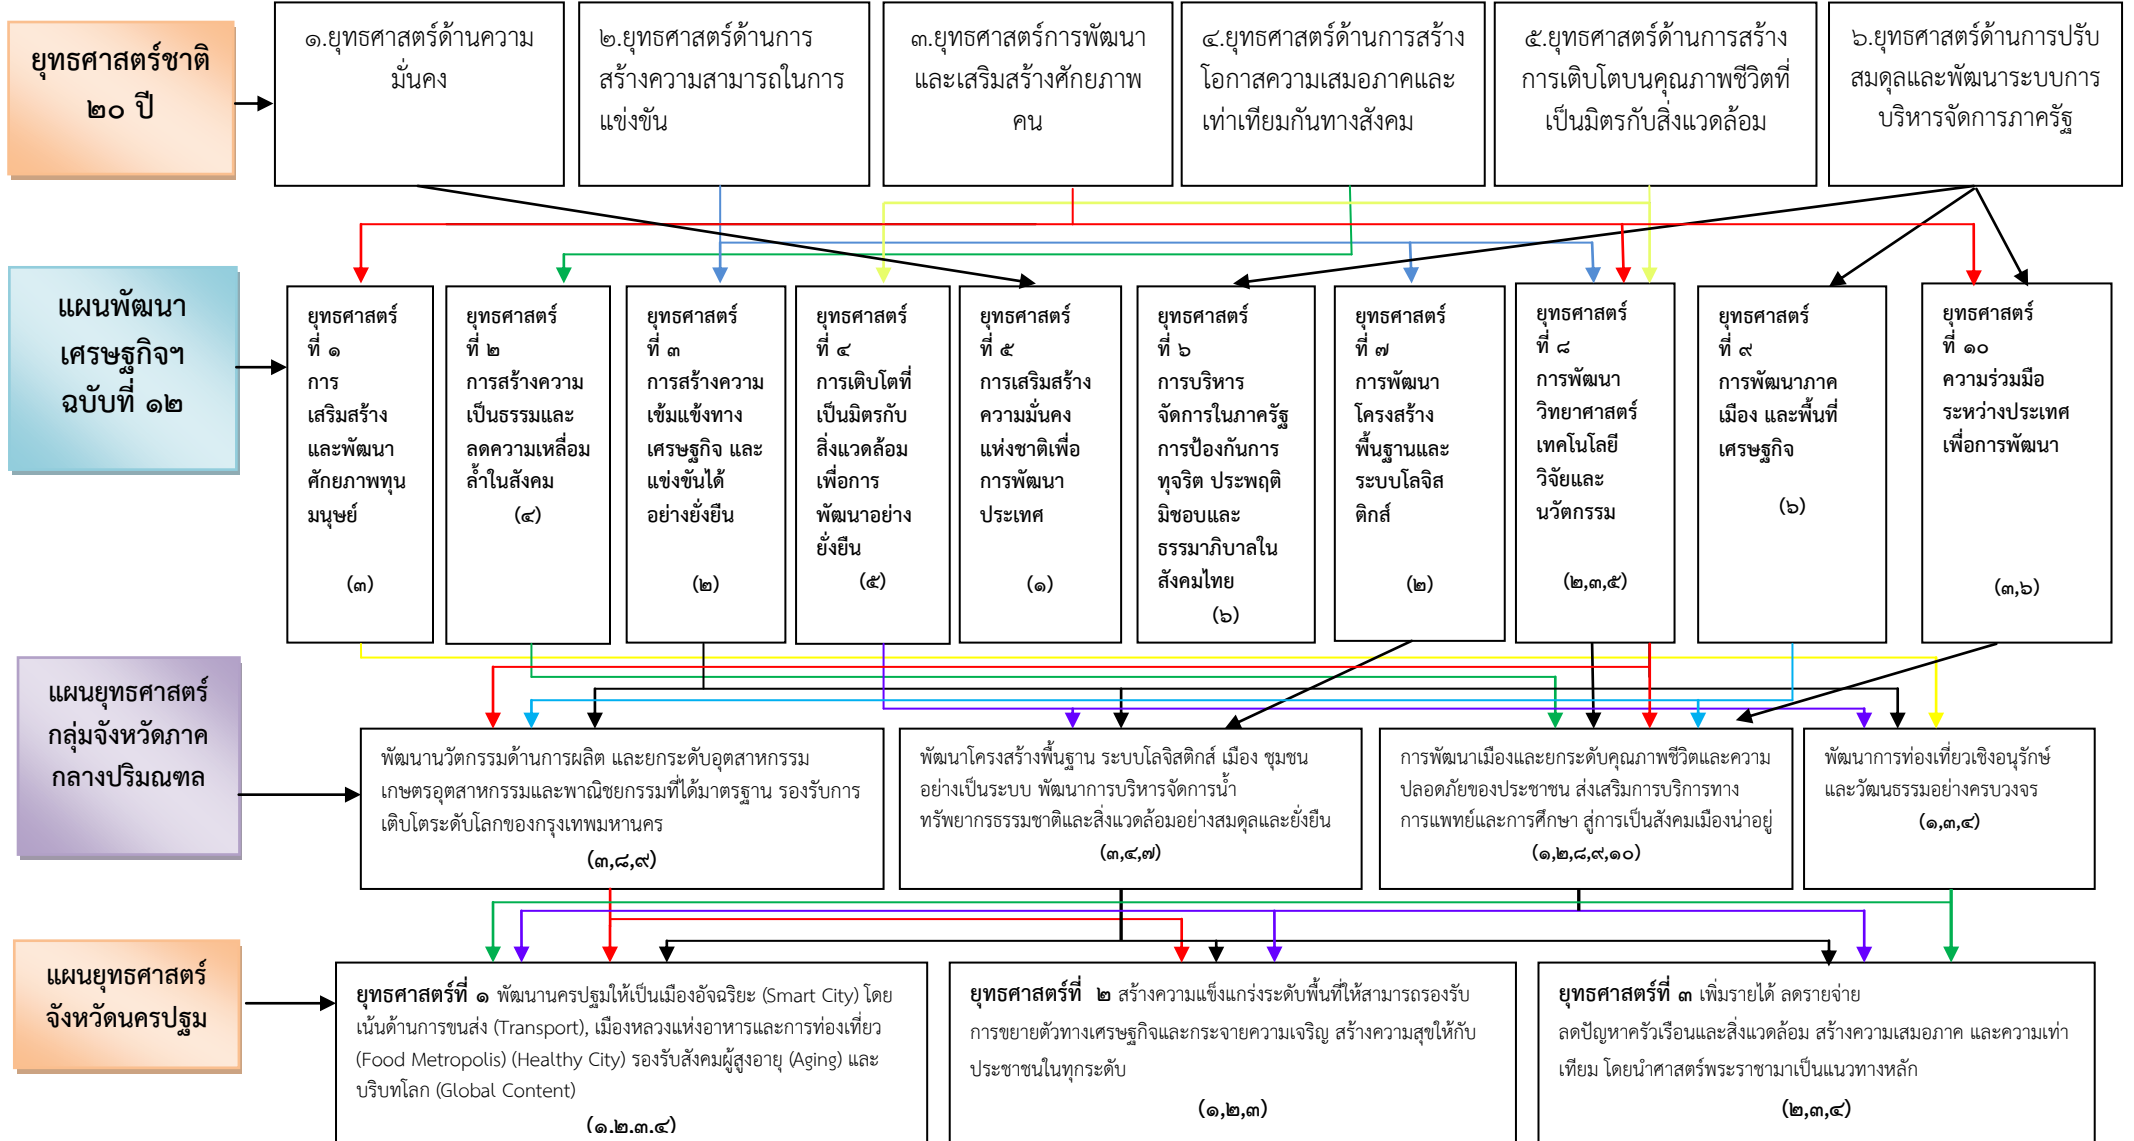 ยุทธศาสตร์ชาติ
๒๐ ปี
๑.ยุทธศาสตร์ด้านความ
มั่นคง
๒.ยุทธศาสตร์ด้านการ
สร้างความสามารถในการ
แข่งขัน
๓.ยุทธศาสตร์การพัฒนา
และเสริมสร้างศักยภาพ
คน
๔.ยุทธศาสตร์ด้านการสร้าง
โอกาสความเสมอภาคและ
เท่าเทียมกันทางสังคม
๕.ยุทธศาสตร์ด้านการสร้าง
การเติบโตบนคุณภาพชีวิตที่
เป็นมิตรกับสิ่งแวดล้อม
๖.ยุทธศาสตร์ด้านการปรับ
สมดุลและพัฒนาระบบการ
บริหารจัดการภาครัฐ
แผนพัฒนา
เศรษฐกิจฯ
ฉบับที่ ๑๒
ยุทธศาสตร์
ที่ ๑
การ
เสริมสร้าง
และพัฒนา
ศักยภาพทุน
มนุษย์
(๓)
ยุทธศาสตร์
ที่ ๒
การสร้างความ
เป็นธรรมและ
ลดความเหลื่อม
ล้ำในสังคม
(๔)
ยุทธศาสตร์
ที่ ๓
การสร้างความ
เข้มแข้งทาง
เศรษฐกิจ และ
แข่งขันได้
อย่างยั่งยืน
(๒)
ยุทธศาสตร์
ที่ ๔
การเติบโตที่
เป็นมิตรกับ
สิ่งแวดล้อม
เพื่อการ
พัฒนาอย่าง
ยั่งยืน
(๕)
ยุทธศาสตร์
ที่ ๕
การเสริมสร้าง
ความมั่นคง
แห่งชาติเพื่อ
การพัฒนา
ประเทศ
(๑)
ยุทธศาสตร์
ที่ ๖
การบริหาร
จัดการในภาครัฐ
การป้องกันการ
ทุจริต ประพฤติ
มิชอบและ
ธรรมาภิบาลใน
สังคมไทย
(๖)
ยุทธศาสตร์
ที่ ๗
การพัฒนา
โครงสร้าง
พื้นฐานและ
ระบบโลจิส
ติกส์
(๒)
ยุทธศาสตร์
ที่ ๘
การพัฒนา
วิทยาศาสตร์
เทคโนโลยี
วิจัยและ
นวัตกรรม
(๒,๓,๕)
ยุทธศาสตร์
ที่ ๙
การพัฒนาภาค
เมือง และพื้นที่
เศรษฐกิจ
(๖)
ยุทธศาสตร์
ที่ ๑๐
ความร่วมมือ
ระหว่างประเทศ
เพื่อการพัฒนา
(๓,๖)
แผนยุทธศาสตร์
กลุ่มจังหวัดภาค
กลางปริมณฑล
พัฒนานวัตกรรมด้านการผลิต และยกระดับอุตสาหกรรม
เกษตรอุตสาหกรรมและพาณิชยกรรมที่ได้มาตรฐาน รองรับการ
เติบโตระดับโลกของกรุงเทพมหานคร
(๓,๘,๙)
พัฒนาโครงสร้างพื้นฐาน ระบบโลจิสติกส์ เมือง ชุมชน
อย่างเป็นระบบ พัฒนาการบริหารจัดการน้ำ
ทรัพยากรธรรมชาติและสิ่งแวดล้อมอย่างสมดุลและยั่งยืน
(๓,๔,๗)
การพัฒนาเมืองและยกระดับคุณภาพชีวิตและความ
ปลอดภัยของประชาชน ส่งเสริมการบริการทาง
การแพทย์และการศึกษา สู่การเป็นสังคมเมืองน่าอยู่
(๑,๒,๘,๙,๑๐)
พัฒนาการท่องเที่ยวเชิงอนุรักษ์
และวัฒนธรรมอย่างครบวงจร
(๑,๓,๔)
แผนยุทธศาสตร์
จังหวัดนครปฐม
ยุทธศาสตร์ที่ ๑ พัฒนานครปฐมให้เป็นเมืองอัจฉริยะ (Smart City) โดย
เน้นด้านการขนส่ง (Transport), เมืองหลวงแห่งอาหารและการท่องเที่ยว
(Food Metropolis) (Healthy City) รองรับสังคมผู้สูงอายุ (Aging) และ
บริบทโลก (Global Content)
(๑,๒,๓,๔)
ยุทธศาสตร์ที่ ๒ สร้างความแข็งแกร่งระดับพื้นที่ให้สามารถรองรับ
การขยายตัวทางเศรษฐกิจและกระจายความเจริญ สร้างความสุขให้กับ
ประชาชนในทุกระดับ
(๑,๒,๓)
ยุทธศาสตร์ที่ ๓ เพิ่มรายได้ ลดรายจ่าย
ลดปัญหาครัวเรือนและสิ่งแวดล้อม สร้างความเสมอภาค และความเท่า
เทียม โดยนำศาสตร์พระราชามาเป็นแนวทางหลัก
(๒,๓,๔)